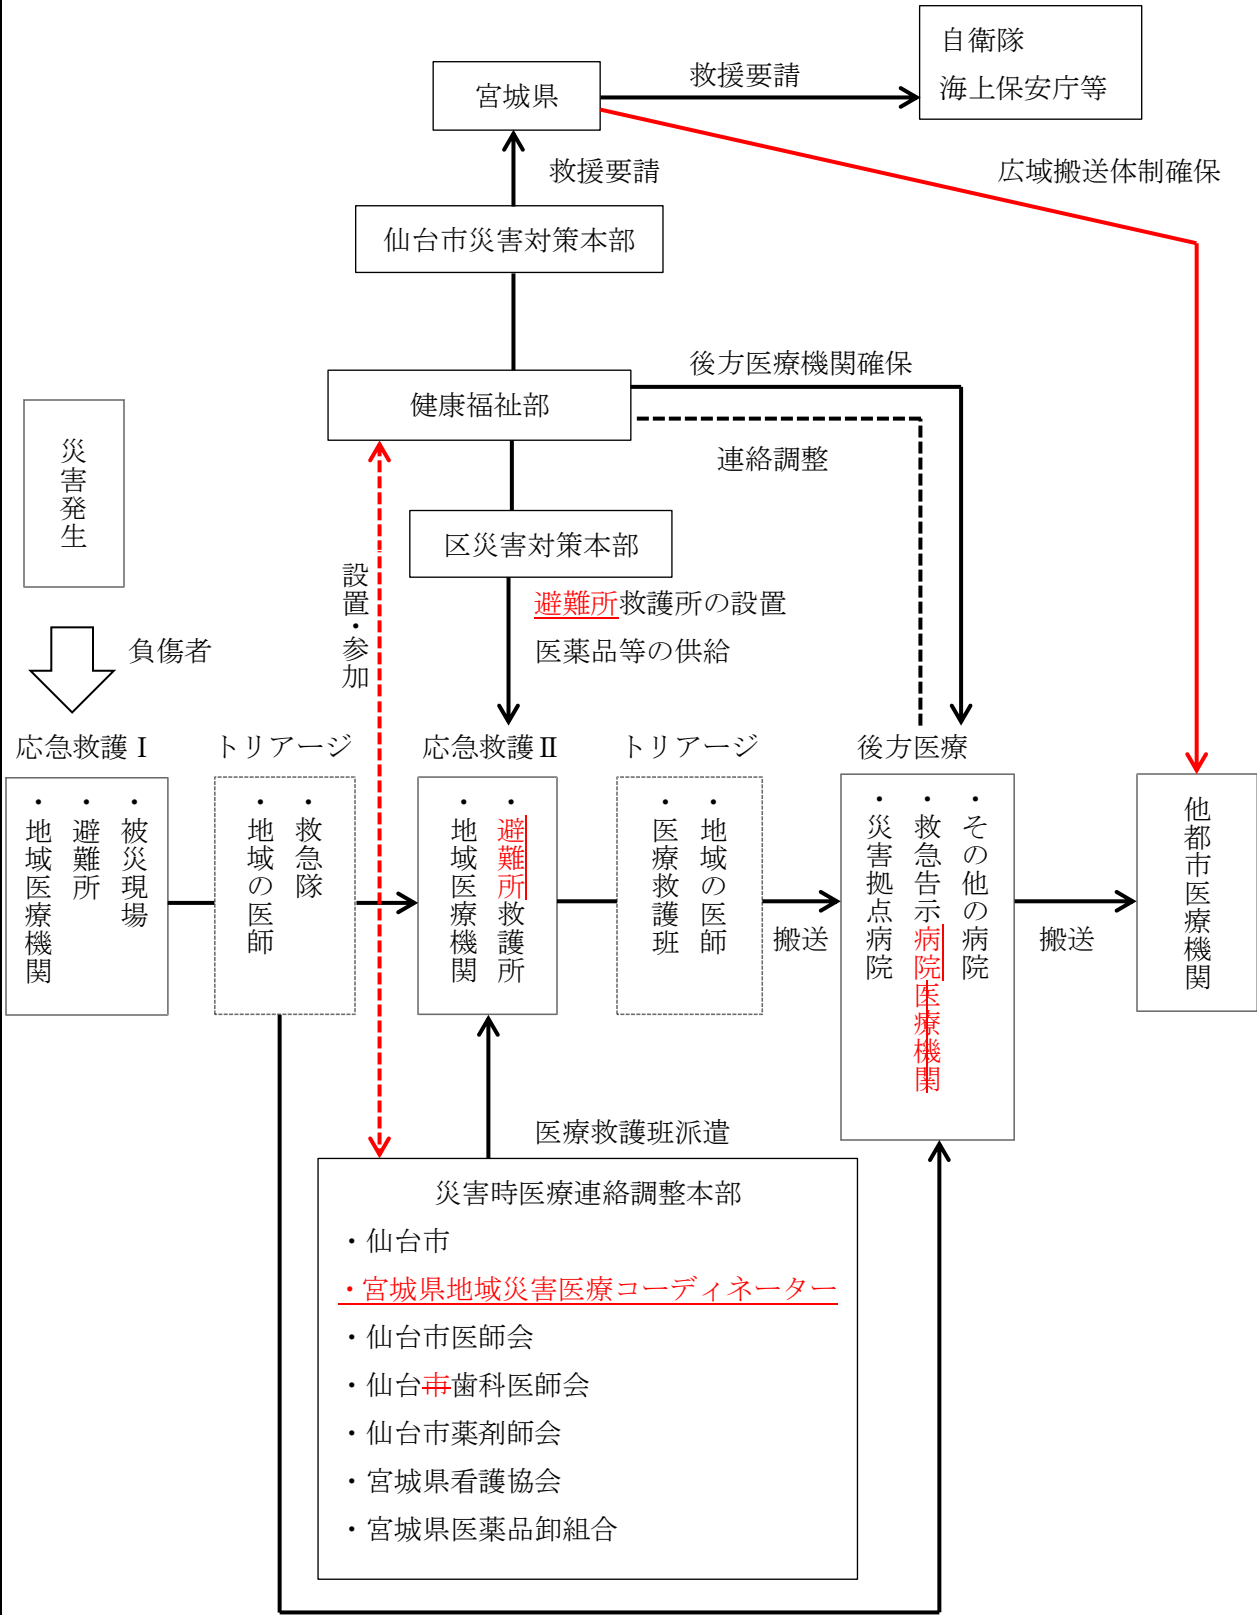 自衛隊
海上保安庁等
救援要請
宮城県
救援要請
広域搬送体制確保
仙台市災害対策本部
後方医療機関確保
健康福祉部
連絡調整
災害発生
区災害対策本部
設置・参加
避難所救護所の設置
医薬品等の供給
負傷者
応急救護Ⅰ
トリアージ
応急救護Ⅱ
トリアージ
後方医療
・被災現場
・避難所
・地域医療機関
・救急隊
・地域の医師
・避難所救護所
・地域医療機関
・地域の医師
・医療救護班
搬送
・その他の病院
・救急告示病院医療機関
・災害拠点病院
搬送
他都市医療機関
医療救護班派遣
災害時医療連絡調整本部
・仙台市
・宮城県地域災害医療コーディネーター
・仙台市医師会
・仙台市歯科医師会
・仙台市薬剤師会
・宮城県看護協会
・宮城県医薬品卸組合